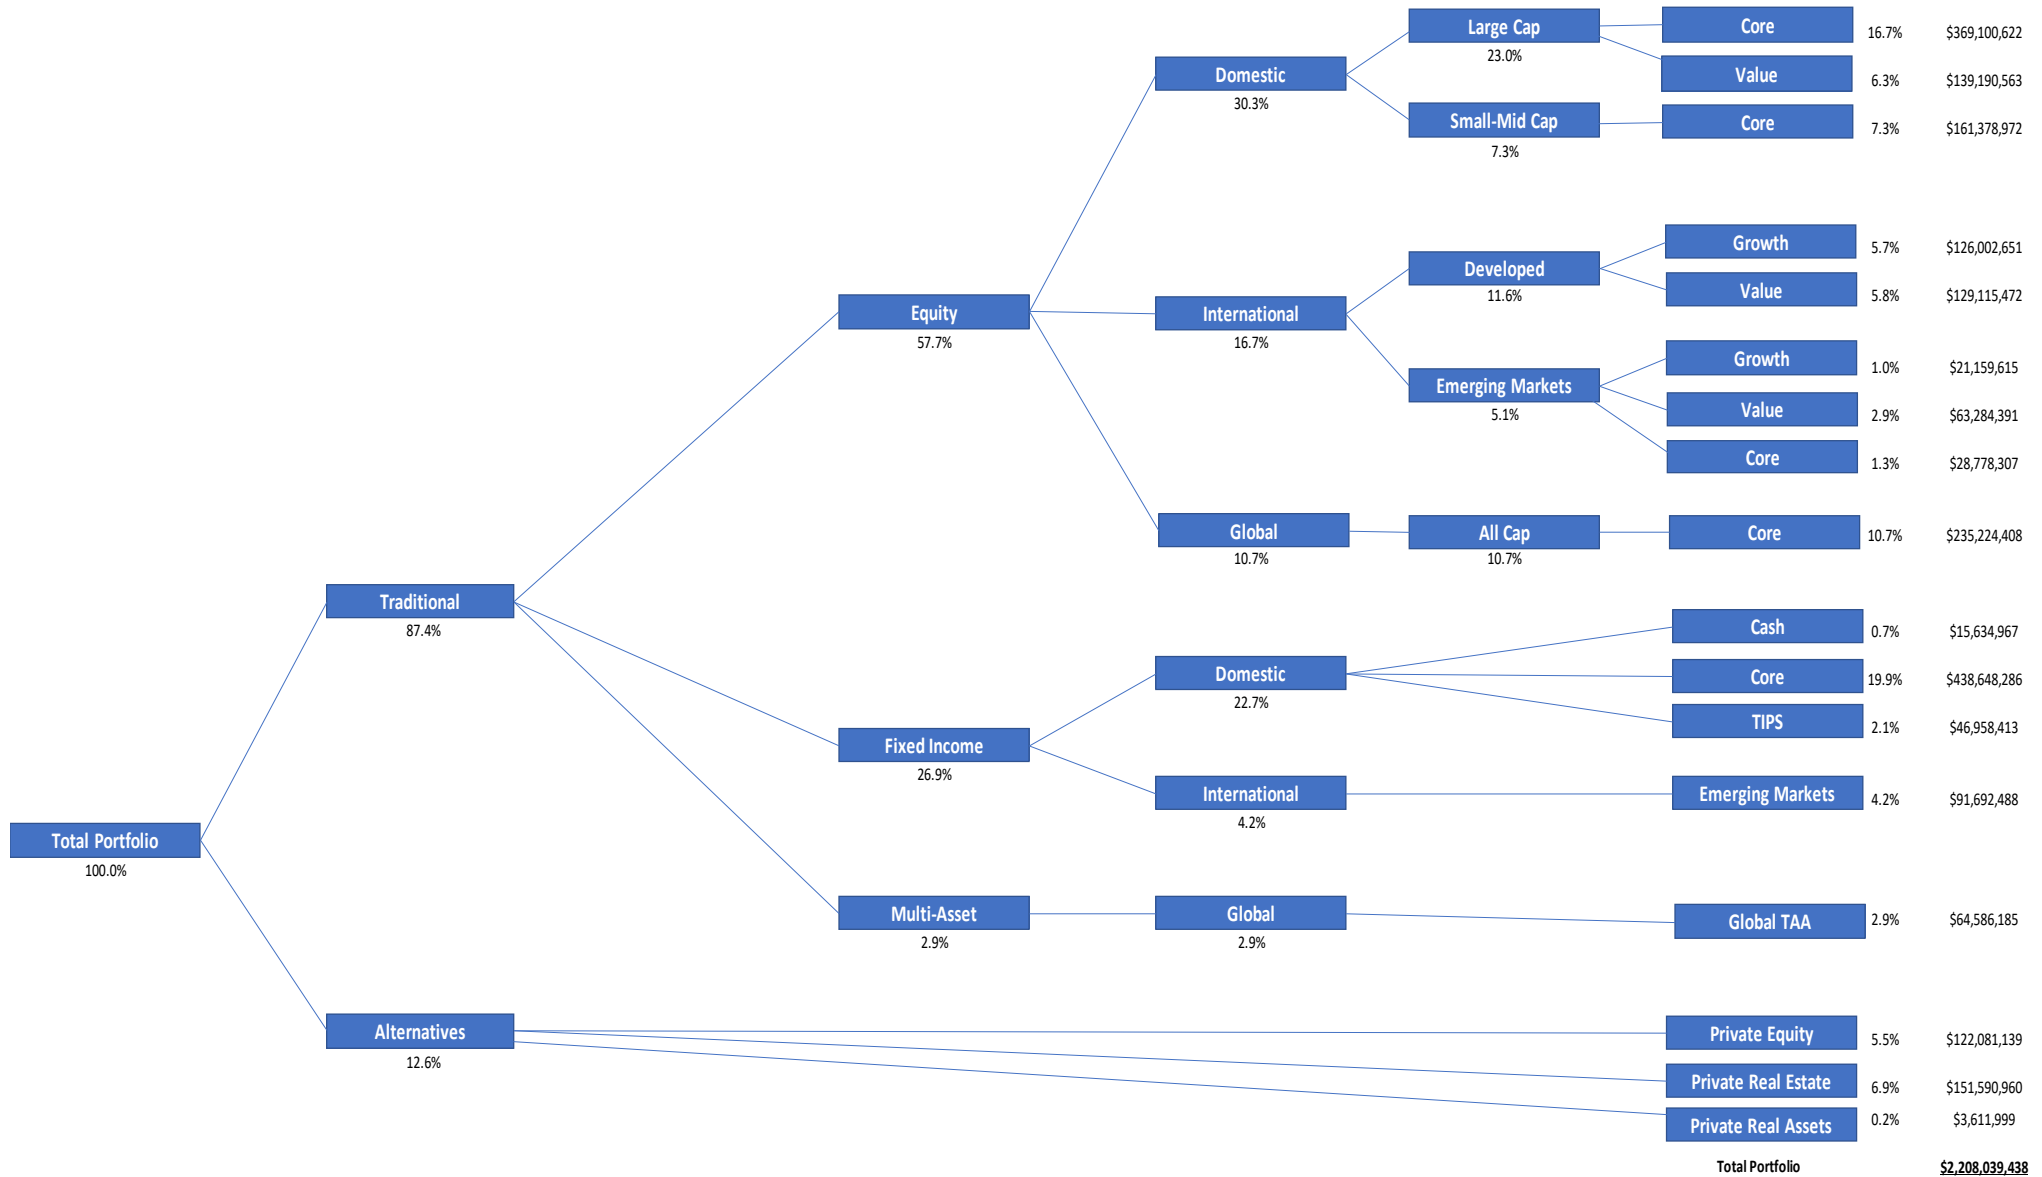 Large Cap
23.0%
Core
16.7%
$369,100,622
Value
6.3%
$139,190,563
Domestic
30.3%
Small-Mid Cap
7.3%
Core
7.3%
$161,378,972
Growth
5.7%
$126,002,651
Developed
11.6%
Value
5.8%
$129,115,472
Equity
57.7%
International
16.7%
Growth
1.0%
$21,159,615
Emerging Markets
5.1%
Value
2.9%
$63,284,391
Core
1.3%
$28,778,307
Global
10.7%
All Cap
10.7%
Core
10.7%
$235,224,408
Traditional
87.4%
Cash
0.7%
$15,634,967
Domestic
22.7%
Core
19.9%
$438,648,286
TIPS
2.1%
$46,958,413
Fixed Income
26.9%
International
4.2%
Emerging Markets
4.2%
$91,692,488
Total Portfolio
100.0%
Multi-Asset
2.9%
Global
2.9%
Global TAA
2.9%
$64,586,185
Alternatives
12.6%
Private Equity
5.5%
$122,081,139
Private Real Estate
6.9%
$151,590,960
Private Real Assets
0.2%
$3,611,999
Total Portfolio
$2,208,039,438